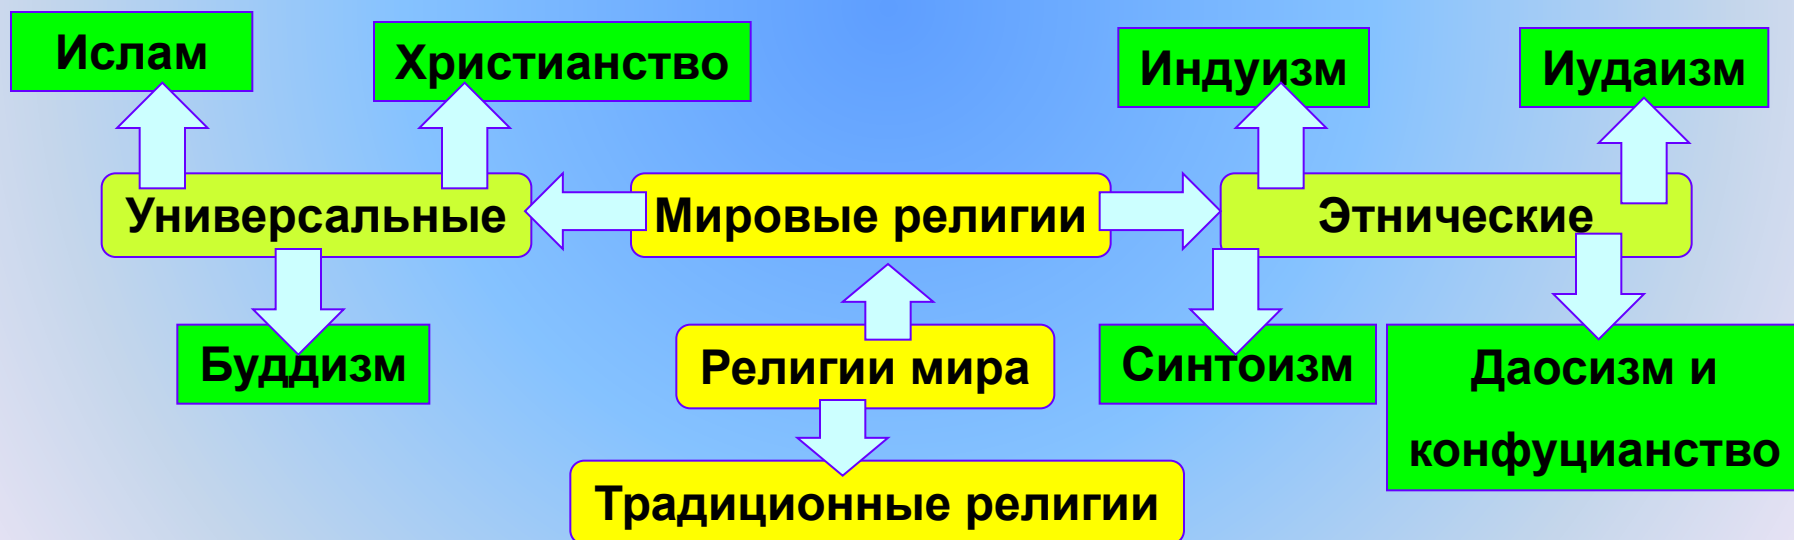 Ислам
Христианство
Индуизм
Иудаизм
Универсальные
Мировые религии
Этнические
Буддизм
Религии мира
Синтоизм
Даосизм и
конфуцианство
Традиционные религии